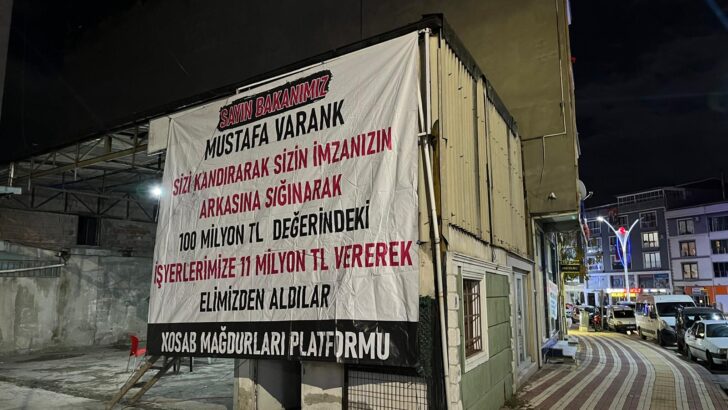 SAYIN BAKANIMIZ
MUSTAFA VARANK
SİZİ KANDIRARAK SİZİN İMZANIZIN
ARKASINA SIĞINARAK
100 MİLYON TL DEĞERİNDEKİ
İŞYERLERİMİZE 11 MİLYON TL VEREREK
ELİMİZDEN ALDILAR
XOSAB MAĞDURLARI PLATFORMU